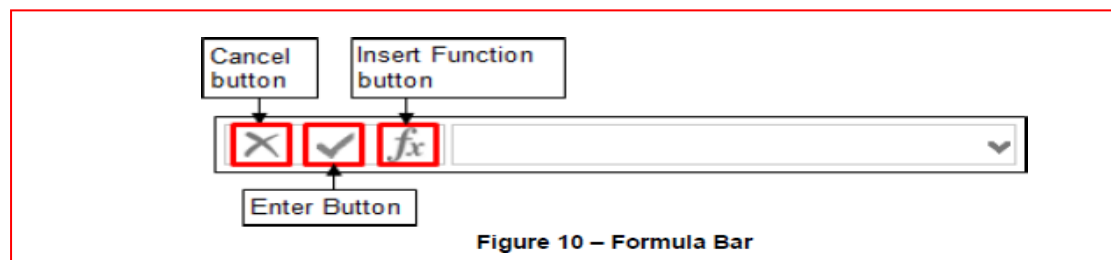 Cancel
button
Insert Function
button
fx
Enter Button
Figure 10 – Formula Bar